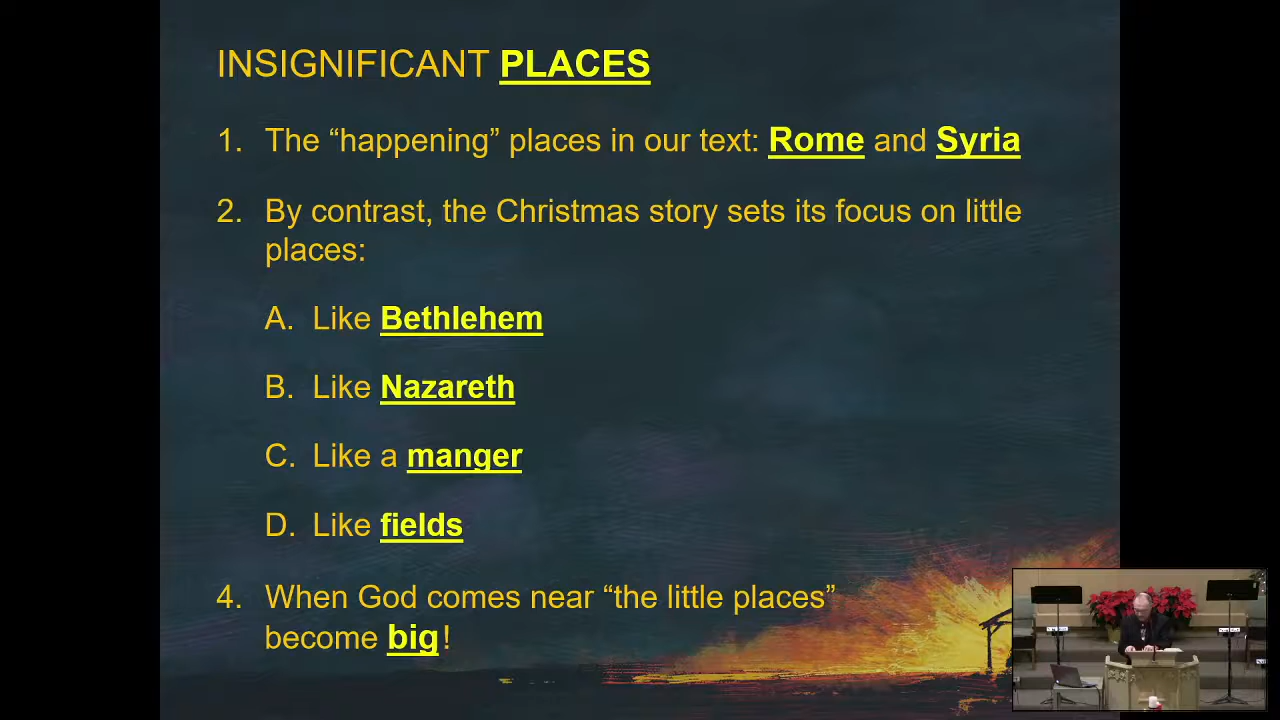 INSIGNIFICANT PLACES
1. The “happening” places in our text: Rome and Syria
2. By contrast, the Christmas story sets its focus on little
places:
A. Like Bethlehem
B. Like Nazareth
C. Like a manger
D. Like fields
4. When God comes near “the little places”
become big!